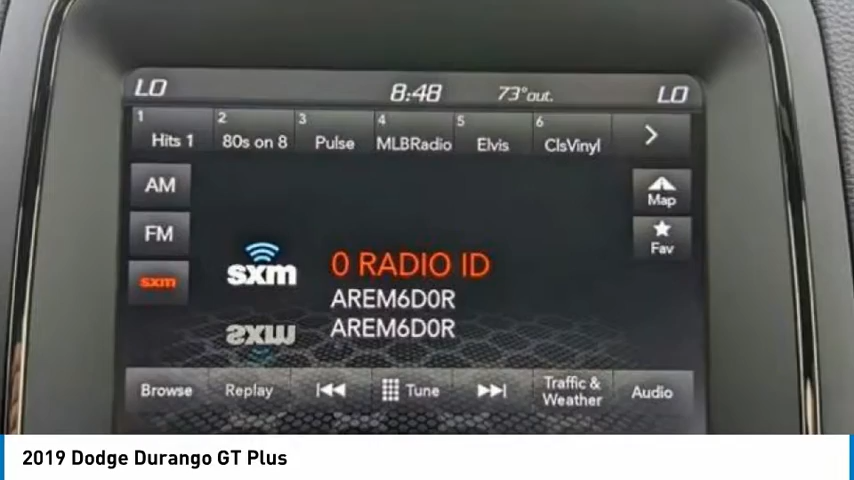 LO 8:48 73°out. LO
1 Hits 1 2 80s on 8 3 Pulse 4 MLBRadio 5 Elvis 6 ClsVinyl >
AM
Map
FM
Fav
sxm
sxm 0 RADIO ID
AREM6D0R
AREM6D0R
Browse Replay Tune Traffic & Weather Audio
2019 Dodge Durango GT Plus